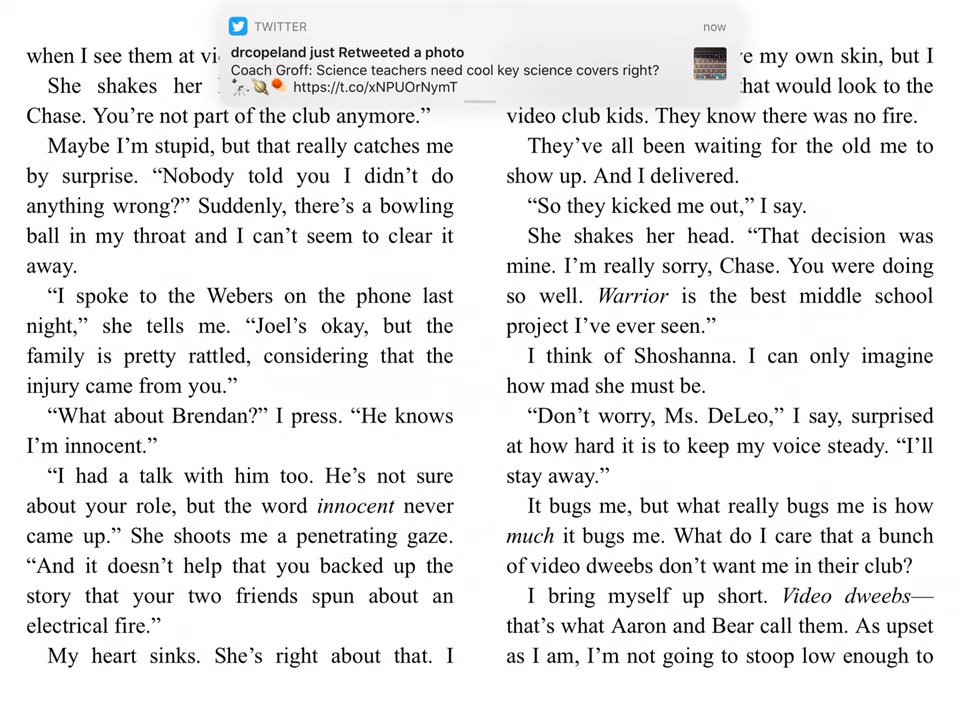 TWITTER
now
drcopeland just Retweeted a photo
Coach Groff: Science teachers need cool key science covers right?
🔭🪐☄️ https://t.co/xNPUOrNymT
when I see them at
She shakes her
Chase. You’re not part of the club anymore.”
Maybe I’m stupid, but that really catches me
by surprise. “Nobody told you I didn’t do
anything wrong?” Suddenly, there’s a bowling
ball in my throat and I can’t seem to clear it
away.
“I spoke to the Webers on the phone last
night,” she tells me. “Joel’s okay, but the
family is pretty rattled, considering that the
injury came from you.”
“What about Brendan?” I press. “He knows
I’m innocent.”
“I had a talk with him too. He’s not sure
about your role, but the word innocent never
came up.” She shoots me a penetrating gaze.
“And it doesn’t help that you backed up the
story that your two friends spun about an
electrical fire.”
My heart sinks. She’s right about that. I
my own skin, but I
that would look to the
video club kids. They know there was no fire.
They’ve all been waiting for the old me to
show up. And I delivered.
“So they kicked me out,” I say.
She shakes her head. “That decision was
mine. I’m really sorry, Chase. You were doing
so well. Warrior is the best middle school
project I’ve ever seen.”
I think of Shoshanna. I can only imagine
how mad she must be.
“Don’t worry, Ms. DeLeo,” I say, surprised
at how hard it is to keep my voice steady. “I’ll
stay away.”
It bugs me, but what really bugs me is how
much it bugs me. What do I care that a bunch
of video dweebs don’t want me in their club?
I bring myself up short. Video dweebs—
that’s what Aaron and Bear call them. As upset
as I am, I’m not going to stoop low enough to